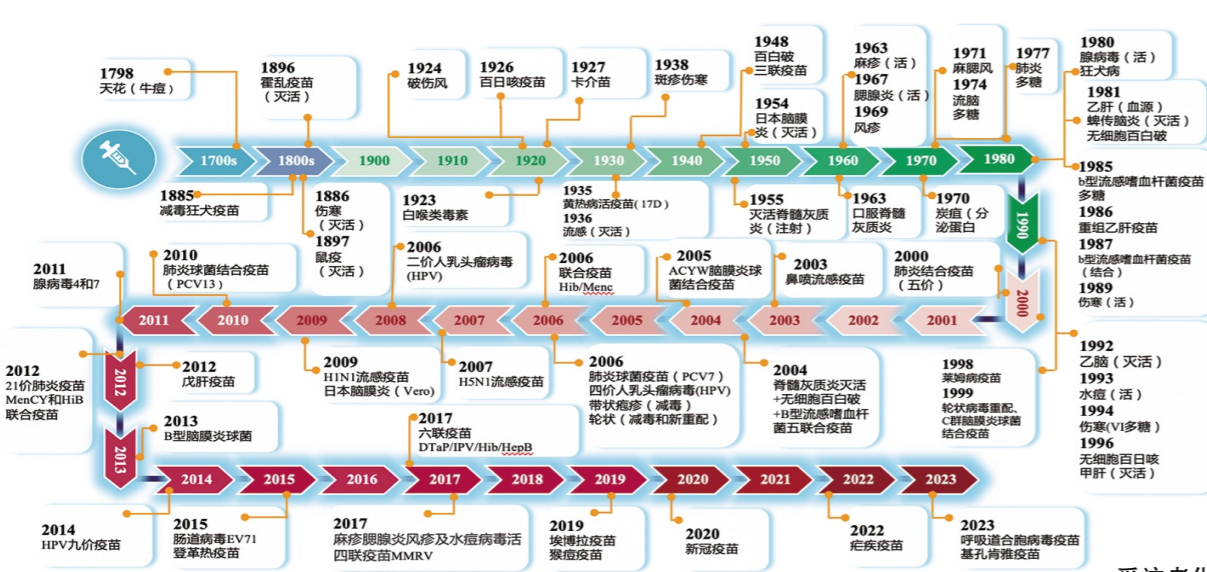 1798
天花（牛痘）
1896
霍乱疫苗
（灭活）
1924
破伤风
1926
百日咳疫苗
1927
卡介苗
1938
斑疹伤寒
1948
百白破
三联疫苗
1954
日本脑膜
炎（灭活）
1963
麻疹（活）
1967
腮腺炎（活）
1969
风疹
1971
麻腮风
1974
流脑
多糖
1977
肺炎
多糖
1980
腺病毒（活）
狂犬病
1981
乙肝（血源）
蜱传脑炎（灭活）
无细胞百白破
1700s
1800s
1900
1910
1920
1930
1940
1950
1960
1970
1980
1885
减毒狂犬疫苗
1886
伤寒
（灭活）
1897
鼠疫
（灭活）
1923
白喉类毒素
1935
黄热病活疫苗(17D)
1936
流感（灭活）
1955
灭活脊髓灰质
炎（注射）
1963
口服脊髓
灰质炎
1970
炭疽（分
泌蛋白）
1985
b型流感嗜血杆菌疫苗
多糖
1986
重组乙肝疫苗
1987
b型流感嗜血杆菌疫苗
（结合）
1989
伤寒（活）
1990
2000
2011
腺病毒4和7
2010
肺炎球菌结合疫苗
（PCV13）
2006
二价人乳头瘤病毒
(HPV)
2006
联合疫苗
Hib/Menc
2005
ACYW脑膜炎球
菌结合疫苗
2003
鼻喷流感疫苗
2000
肺炎结合疫苗
（五价）
2011
2010
2009
2008
2007
2006
2005
2004
2003
2002
2001
2012
21价肺炎疫苗
MenCY和HiB
联合疫苗
2012
2012
戊肝疫苗
2009
H1N1流感疫苗
日本脑膜炎（Vero)
2007
H5N1流感疫苗
2006
肺炎球菌疫苗（PCV7）
四价人乳头瘤病毒(HPV)
带状疱疹（减毒）
轮状（减毒和新重配）
2004
脊髓灰质炎灭活
+无细胞百白破
+B型流感嗜血杆
菌五联合疫苗
1998
莱姆病疫苗
1999
轮状病毒重配、
C群脑膜炎球菌
结合疫苗
1992
乙脑（灭活）
1993
水痘（活）
1994
伤寒(VI多糖）
1996
无细胞百日咳
甲肝（灭活）
2013
2013
B型脑膜炎球菌
2017
六联疫苗
DTaP/IPV/Hib/HepB
2014
2015
2016
2017
2018
2019
2020
2021
2022
2023
2014
HPV九价疫苗
2015
肠道病毒EV71
登革热疫苗
2017
麻疹腮腺炎风疹及水痘病毒活
四联疫苗MMRV
2019
埃博拉疫苗
猴痘疫苗
2020
新冠疫苗
2022
疟疾疫苗
2023
呼吸道合胞病毒疫苗
基孔肯雅疫苗